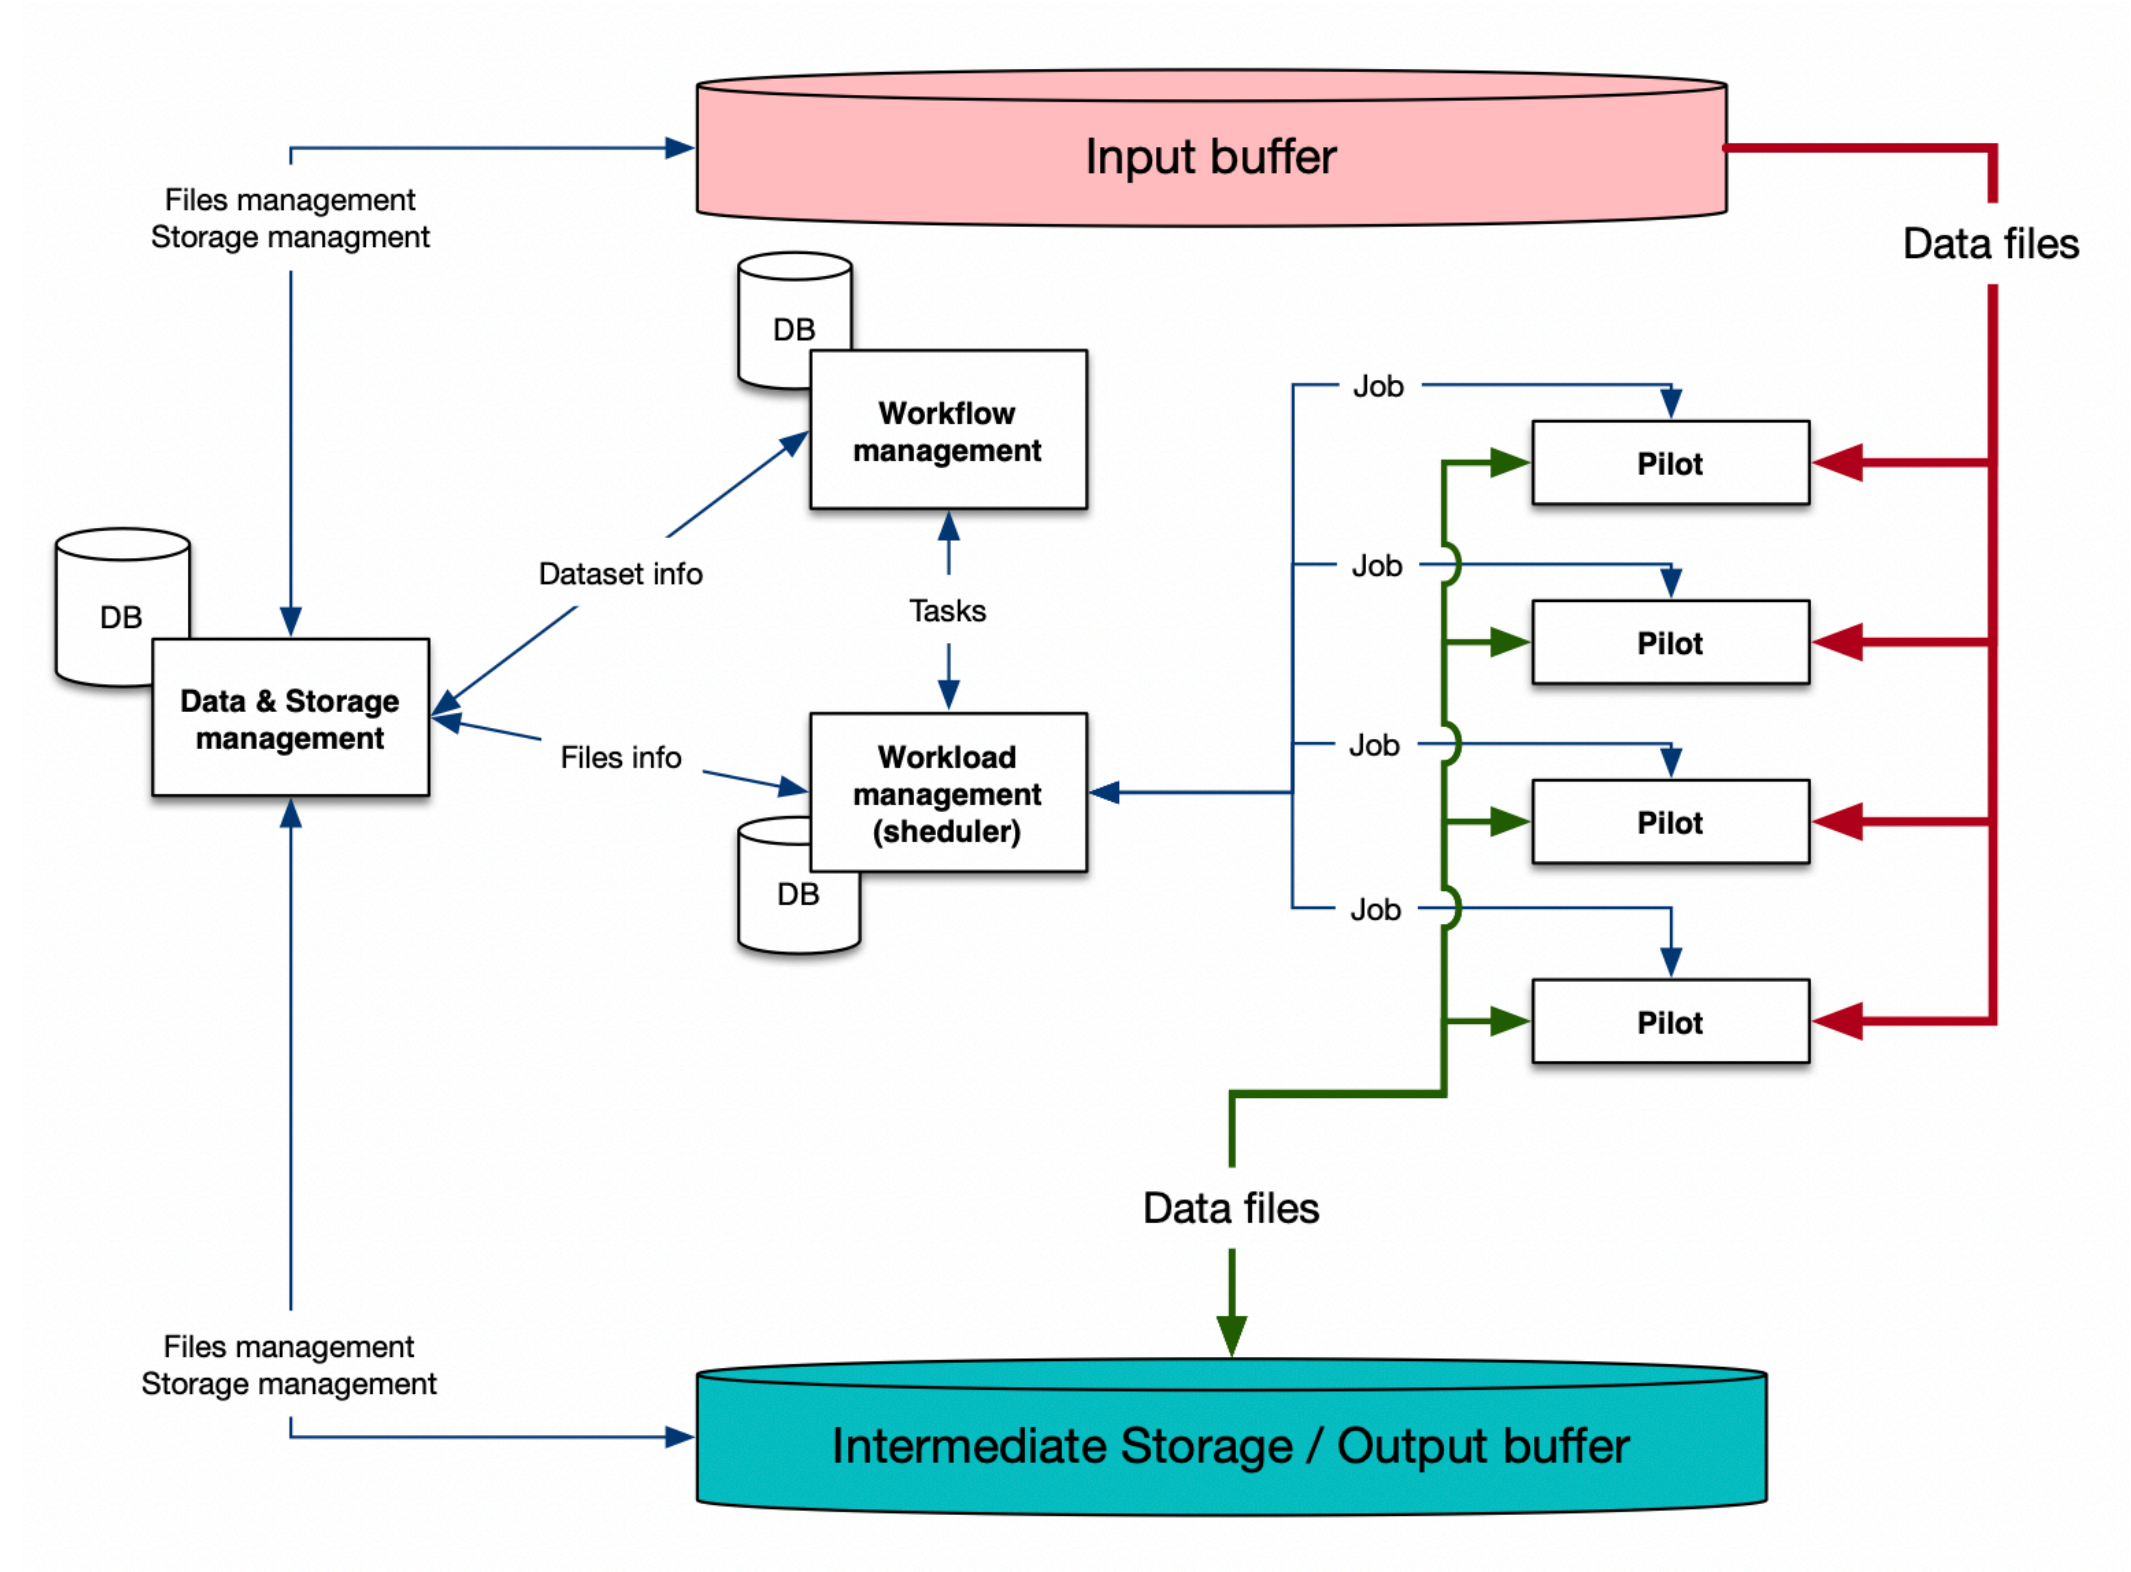 Input buffer
Files management
Storage managment
Data files
DB
Workflow
management
Job
Pilot
Dataset info
Job
DB
Tasks
Pilot
Data & Storage
management
Files info
Workload
management
(sheduler)
Job
Pilot
DB
Job
Pilot
Data files
Files management
Storage management
Intermediate Storage / Output buffer